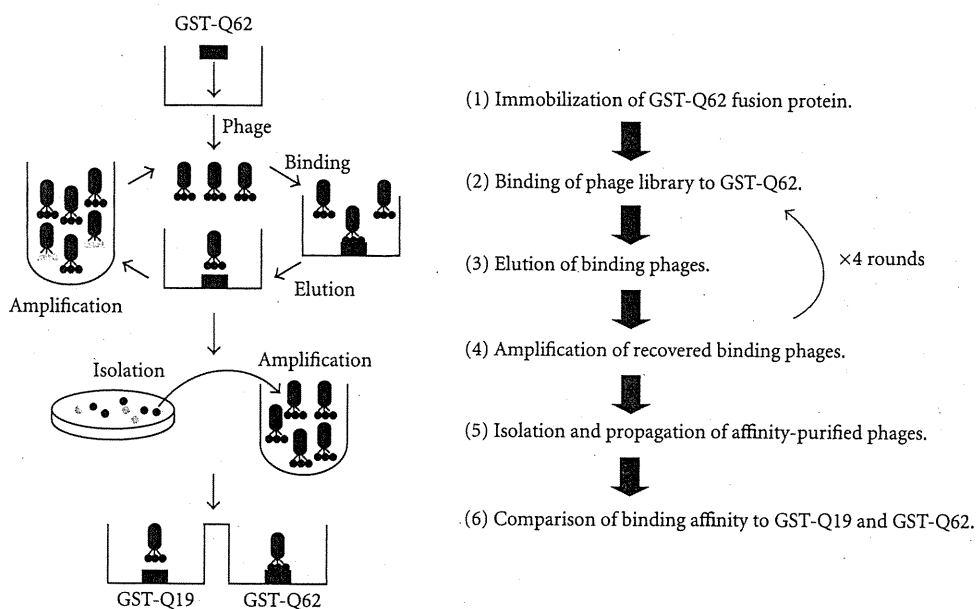 GST-Q62
Phage
Binding
Elution
Amplification
Isolation
Amplification
GST-Q19
GST-Q62
(1) Immobilization of GST-Q62 fusion protein.
(2) Binding of phage library to GST-Q62.
(3) Elution of binding phages.
×4 rounds
(4) Amplification of recovered binding phages.
(5) Isolation and propagation of affinity-purified phages.
(6) Comparison of binding affinity to GST-Q19 and GST-Q62.